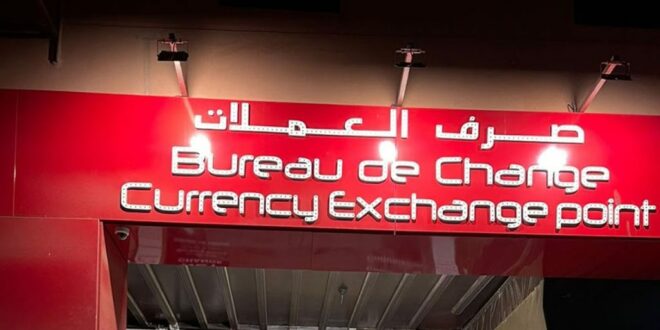 صرف العملات
Bureau de Change
Currency Exchange point